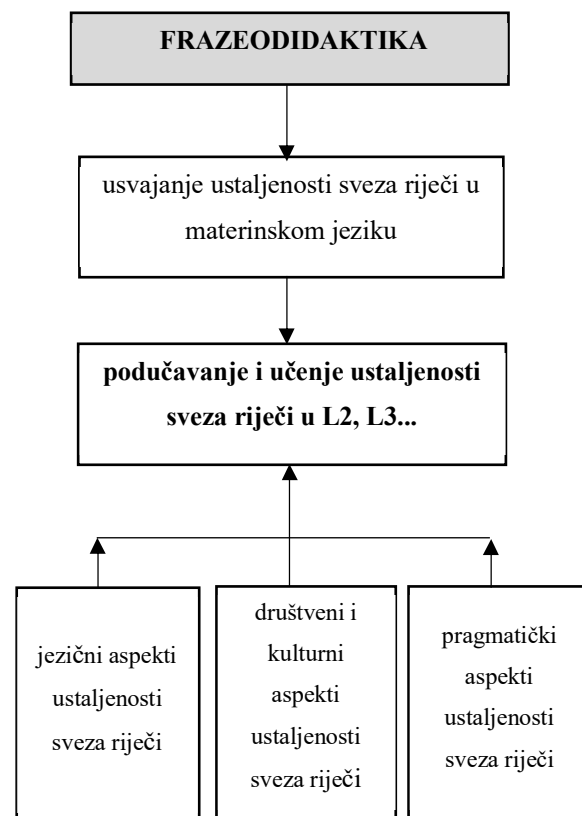 FRAZEODIDAKTIKA
usvajanje ustaljenosti sveza riječi u
materinskom jeziku
podučavanje i učenje ustaljenosti
sveza riječi u L2, L3...
jezični aspekti
ustaljenosti
sveza riječi
društveni i
kulturni
aspekti
ustaljenosti
sveza riječi
pragmatički
aspekti
ustaljenosti
sveza riječi